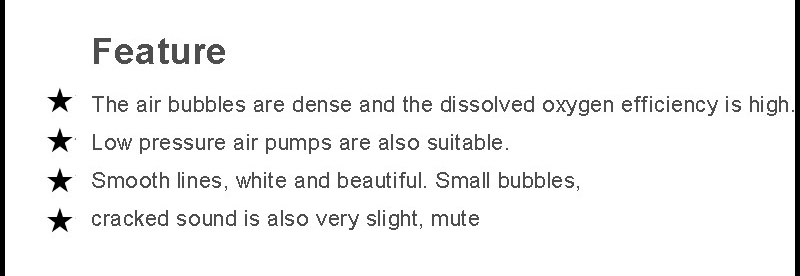 Feature
★ The air bubbles are dense and the dissolved oxygen efficiency is high.
★ Low pressure air pumps are also suitable.
★ Smooth lines, white and beautiful. Small bubbles,
★ cracked sound is also very slight, mute